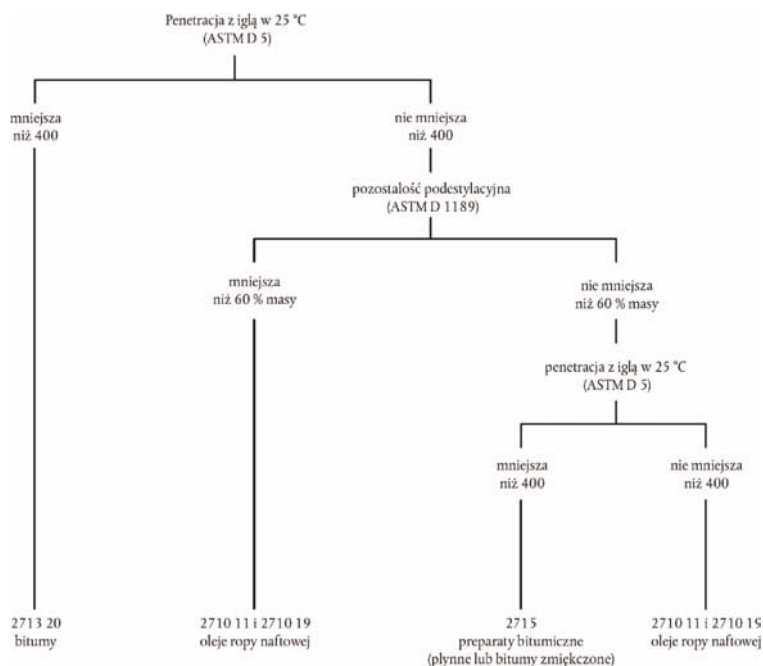 Penetracja z igłą w 25 °C
(ASTM D 5)
mniejsza
niż 400
nie mniejsza
niż 400
pozostałość podestylacyjna
(ASTM D 1189)
mniejsza
niż 60 % masy
nie mniejsza
niż 60 % masy
penetracja z igłą w 25 °C
(ASTM D 5)
mniejsza
niż 400
nie mniejsza
niż 400
2713 20
bitumy
2710 11 i 2710 19
oleje ropy naftowej
2715
preparaty bitumiczne
(płynne lub bitumy zmiękczone)
2710 11 i 2710 19
oleje ropy naftowej